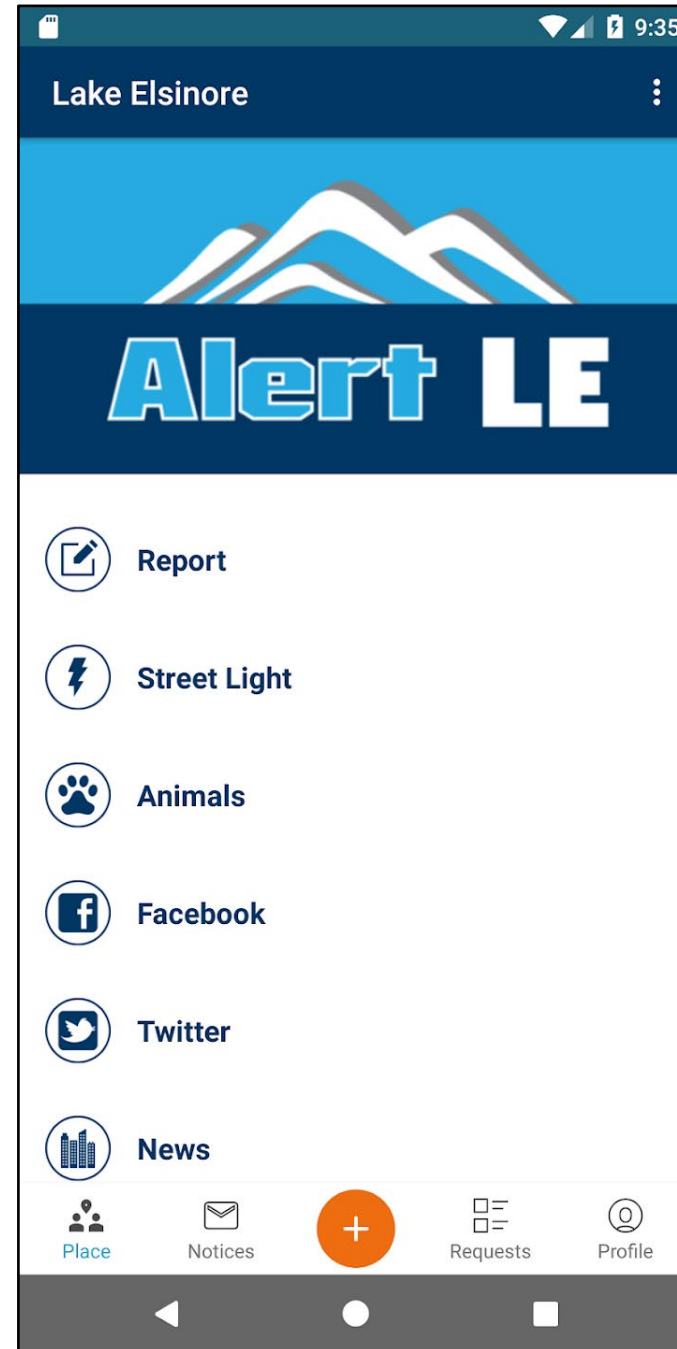 9:35
Lake Elsinore
Alert LE
Report
Street Light
Animals
Facebook
Twitter
News
Place Notices + Requests Profile